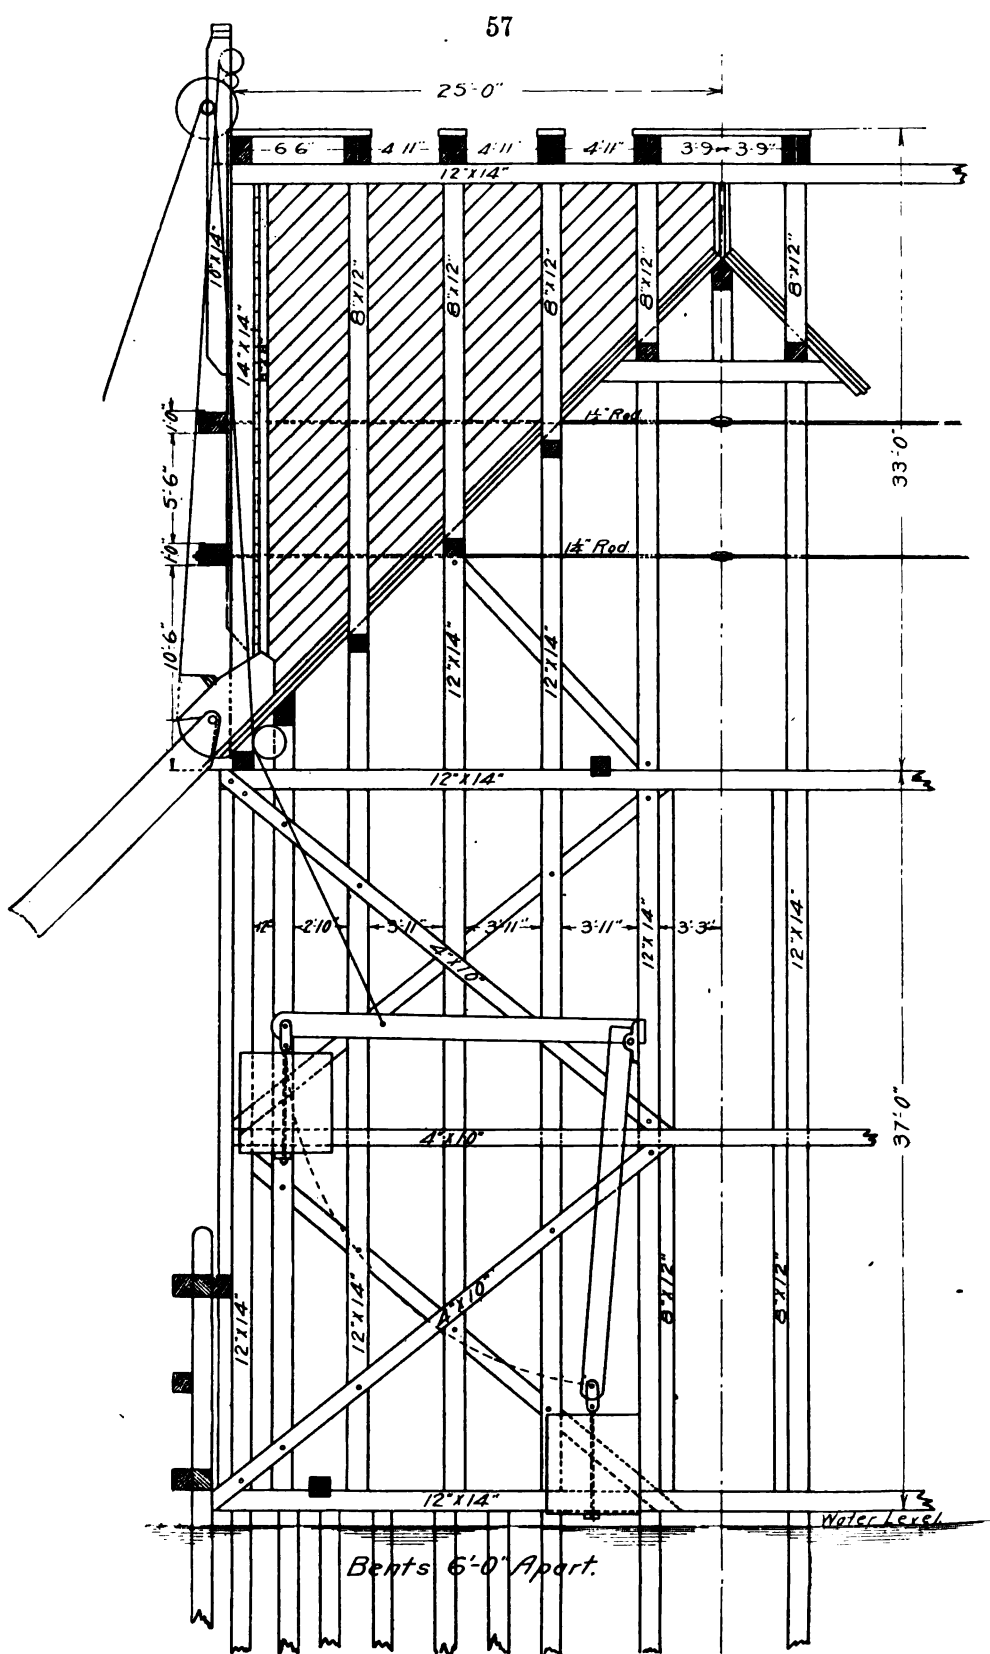 57
25'-0"
6'6" 4'11" 4'11" 4'11" 3'-9" 3'-9"
12"X14"
10"X14"
14"X14"
8"X12"
8"X12"
8"X12"
8"X12"
8"X12"
1'-0"
5'-6"
1'-0"
10'-6"
1¼" Rod
1¼" Rod
33'-0"
12"X14"
12"X14"
12"X14"
2'10" 3'-11" 3'-11" 3'-11" 3'-3"
12"X14"
12"X14"
4"X10"
4"X10"
37'-0"
4"X10"
12"X14"
12"X14"
8"X12"
8"X12"
12"X14"
Water Level
Bents 6'-0" Apart.